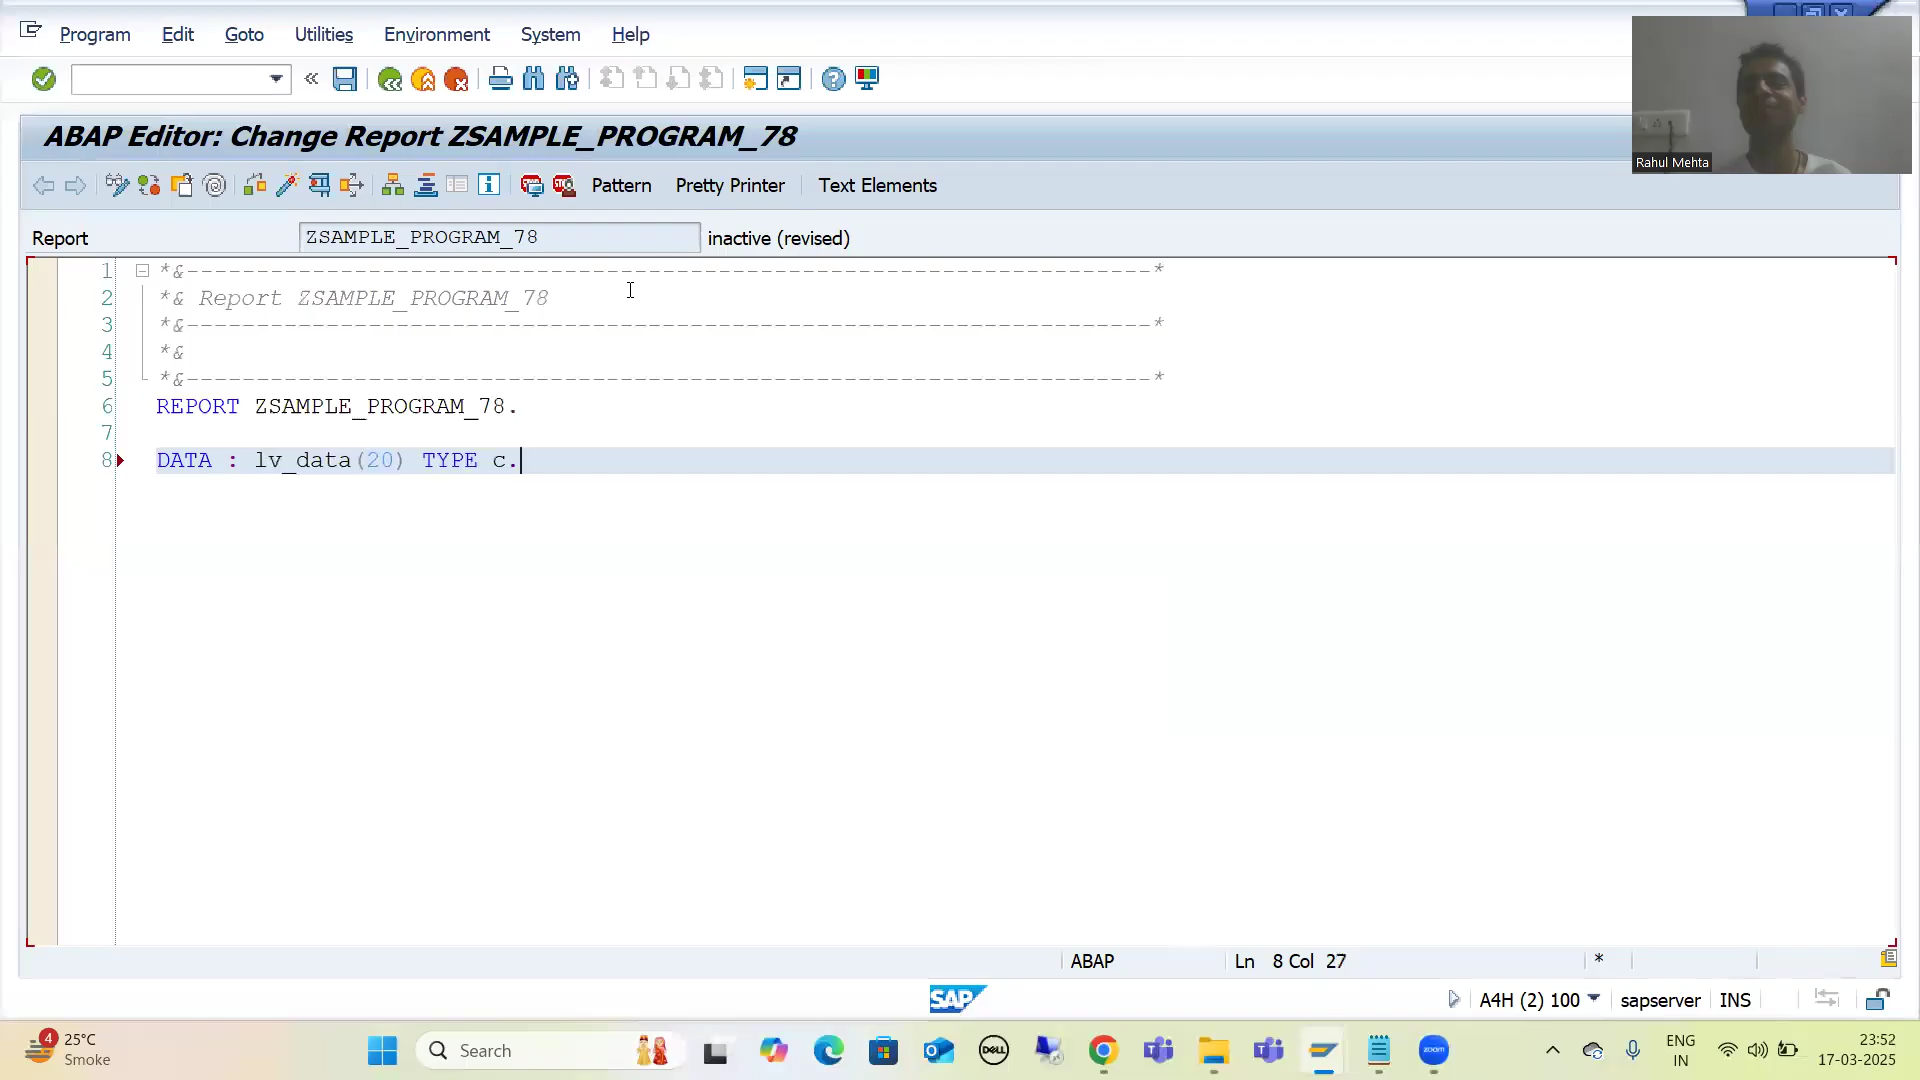 Program Edit Goto Utilities Environment System Help
ABAP Editor: Change Report ZSAMPLE_PROGRAM_78
Pattern Pretty Printer Text Elements
Report ZSAMPLE_PROGRAM_78 inactive (revised)
1 *&---------------------------------------------------------------------*
2 *& Report ZSAMPLE_PROGRAM_78
3 *&---------------------------------------------------------------------*
4 *&
5 *&---------------------------------------------------------------------*
6 REPORT ZSAMPLE_PROGRAM_78.
7
8 DATA : lv_data(20) TYPE c.
ABAP Ln 8 Col 27 *
SAP A4H (2) 100 sapserver INS
Rahul Mehta
4 25°C
Smoke
Search
DELL
zoom
ENG
IN
23:52
17-03-2025